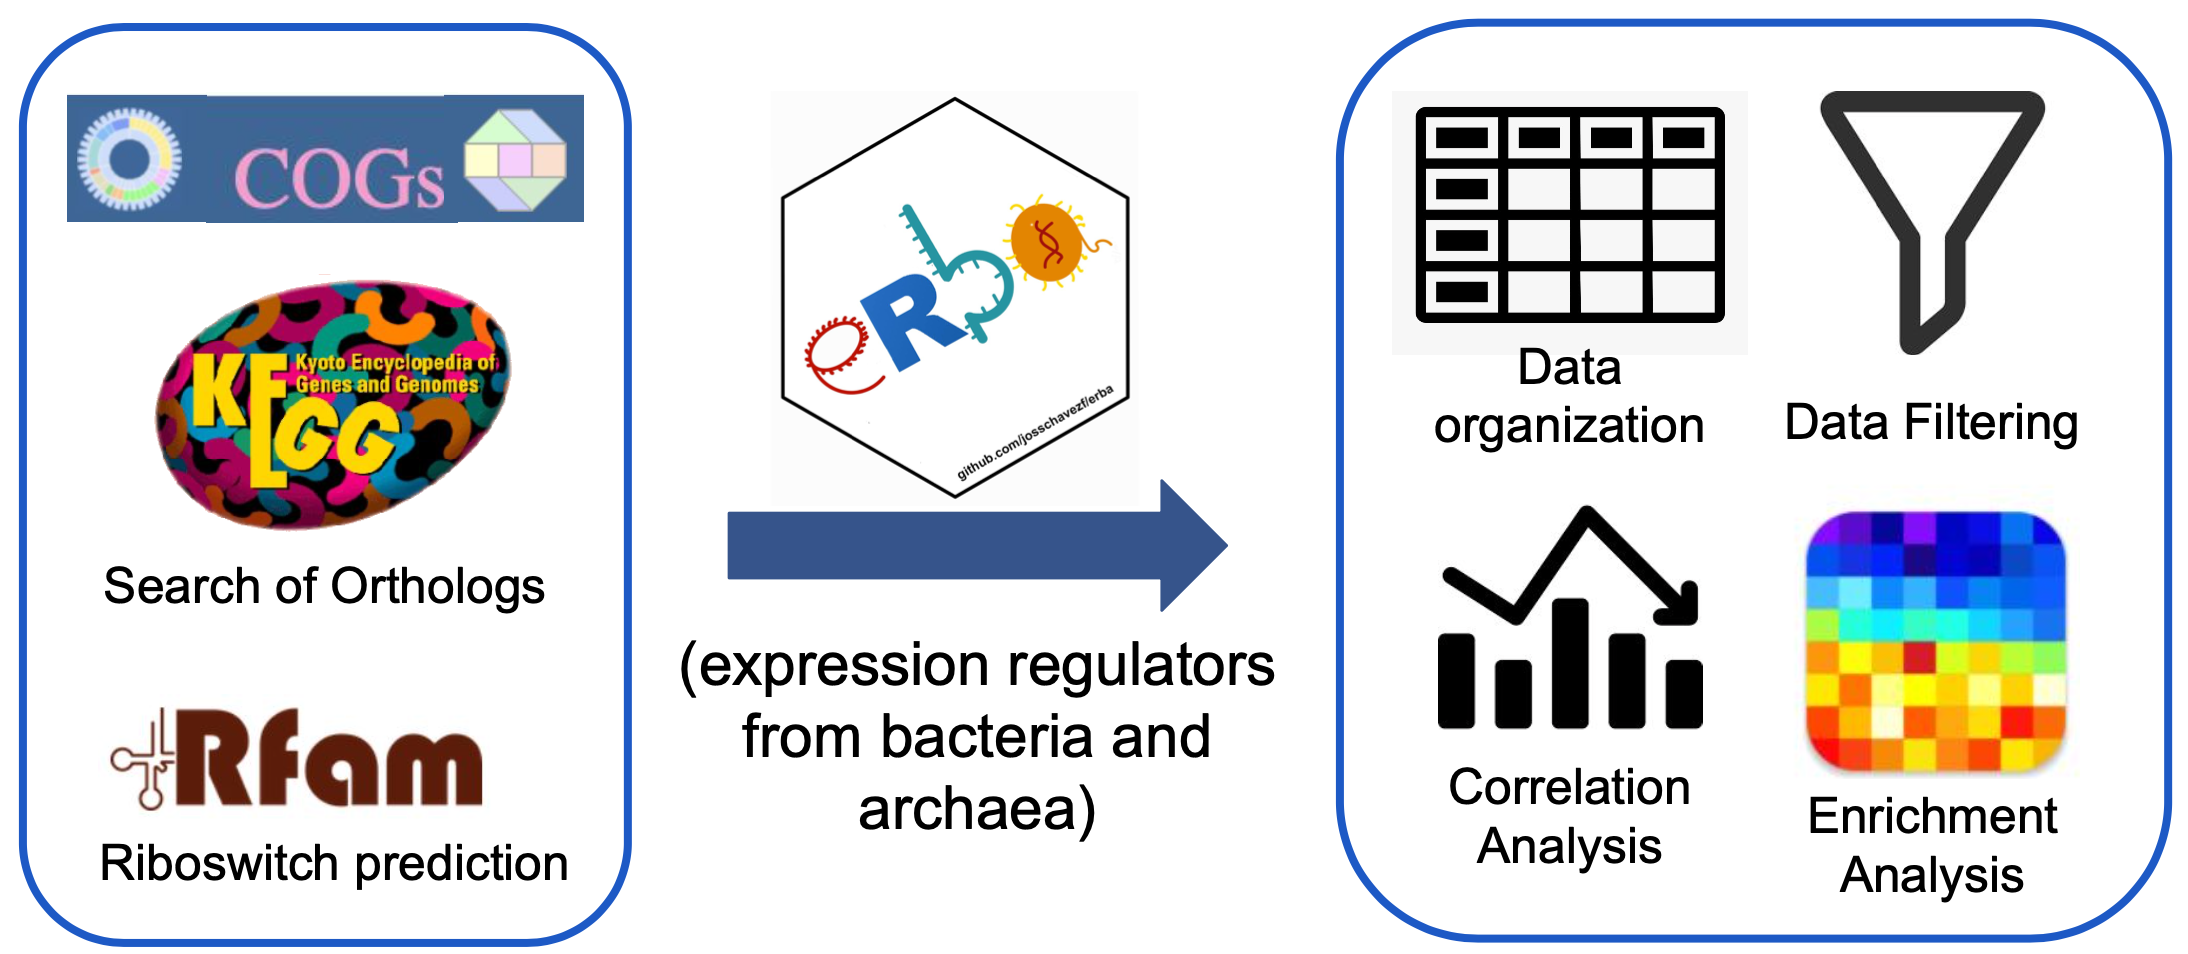 COGs
KEGG
Kyoto Encyclopedia of
Genes and Genomes
Search of Orthologs
Rfam
Riboswitch prediction
eRba
github.com/josschavezf/erba
(expression regulators
from bacteria and
archaea)
Data
organization
Data Filtering
Correlation
Analysis
Enrichment
Analysis